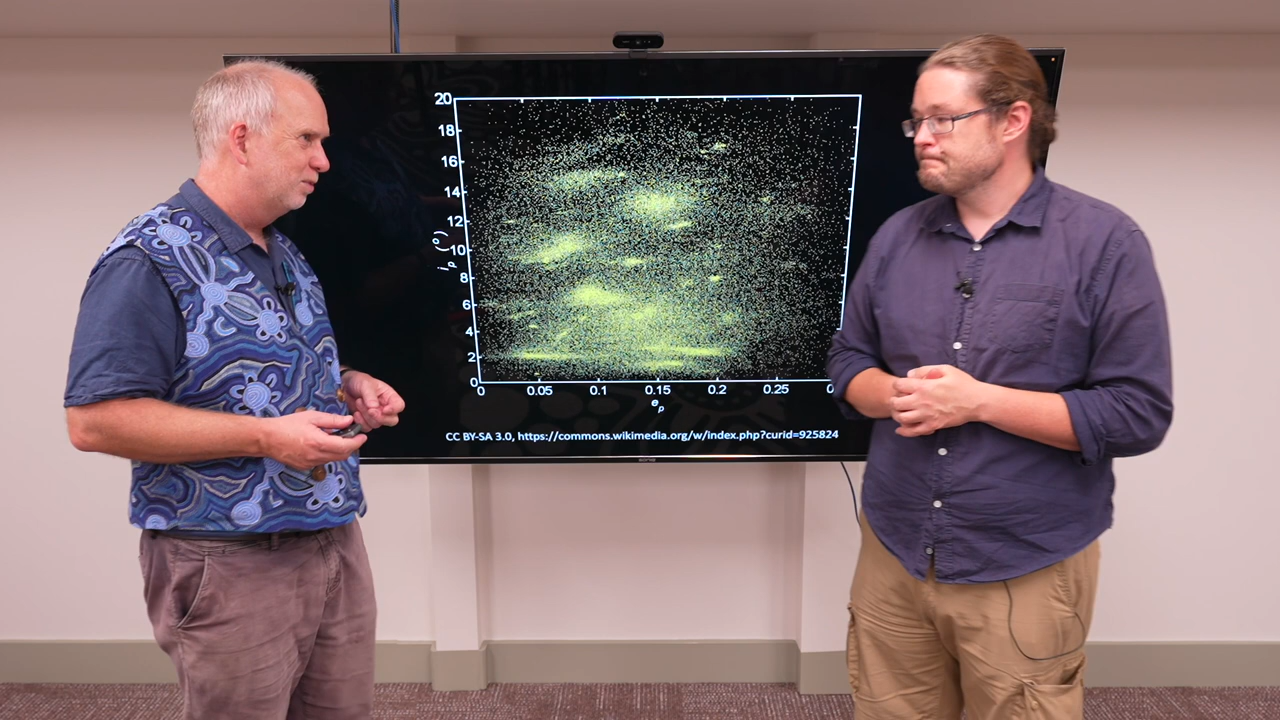 20
18
16
14
12
10
8
6
4
2
0
i_p (°)
0 0.05 0.1 0.15 0.2 0.25 0
e_p
CC BY-SA 3.0, https://commons.wikimedia.org/w/index.php?curid=925824